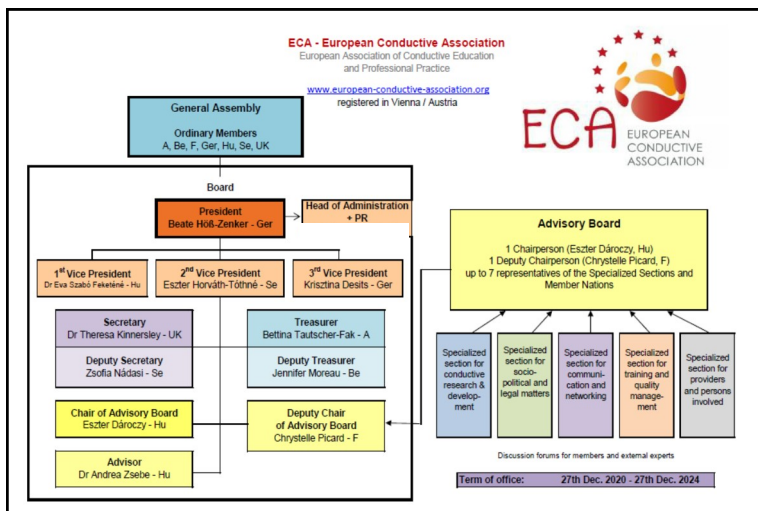 ECA - European Conductive Association
European Association of Conductive Education
and Professional Practice
www.european-conductive-association.org
registered in Vienna / Austria
ECA
EUROPEAN
CONDUCTIVE
ASSOCIATION
General Assembly
Ordinary Members
A, Be, F, Ger, Hu, Se, UK
Board
President
Beate Höß-Zenker - Ger
Head of Administration
+ PR
1st Vice President
Dr Eva Szabó Feketéné - Hu
2nd Vice President
Eszter Horváth-Tóthné - Se
3rd Vice President
Krisztina Desits - Ger
Secretary
Dr Theresa Kinnersley - UK
Treasurer
Bettina Tautscher-Fak - A
Deputy Secretary
Zsofia Nádasi - Se
Deputy Treasurer
Jennifer Moreau - Be
Chair of Advisory Board
Eszter Dároczy - Hu
Deputy Chair
of Advisory Board
Chrystelle Picard - F
Advisor
Dr Andrea Zsebe - Hu
Advisory Board
1 Chairperson (Eszter Dároczy, Hu)
1 Deputy Chairperson (Chrystelle Picard, F)
up to 7 representatives of the Specialized Sections and
Member Nations
Specialized
section for
conductive
research &
develop-
ment
Specialized
section for
socio-
political and
legal matters
Specialized
section for
communi-
cation and
networking
Specialized
section for
training and
quality
manage-
ment
Specialized
section for
providers
and persons
involved
Discussion forums for members and external experts
Term of office: 27th Dec. 2020 - 27th Dec. 2024